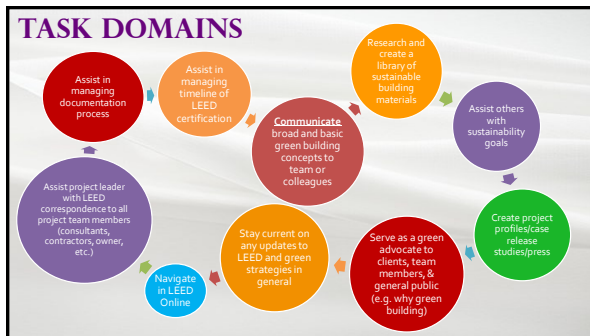 TASK DOMAINS
Assist in
managing
documentation
process
Assist in
managing
timeline of
LEED
certification
Communicate
broad and basic
green building
concepts to
team or
colleagues
Research and
create a
library of
sustainable
building
materials
Assist others
with
sustainability
goals
Create project
profiles/case
release
studies/press
Serve as a green
advocate to
clients, team
members, &
general public
(e.g. why green
building)
Stay current on
any updates to
LEED and green
strategies in
general
Navigate
in LEED
Online
Assist project leader
with LEED
correspondence to all
project team members
(consultants,
contractors, owner,
etc.)